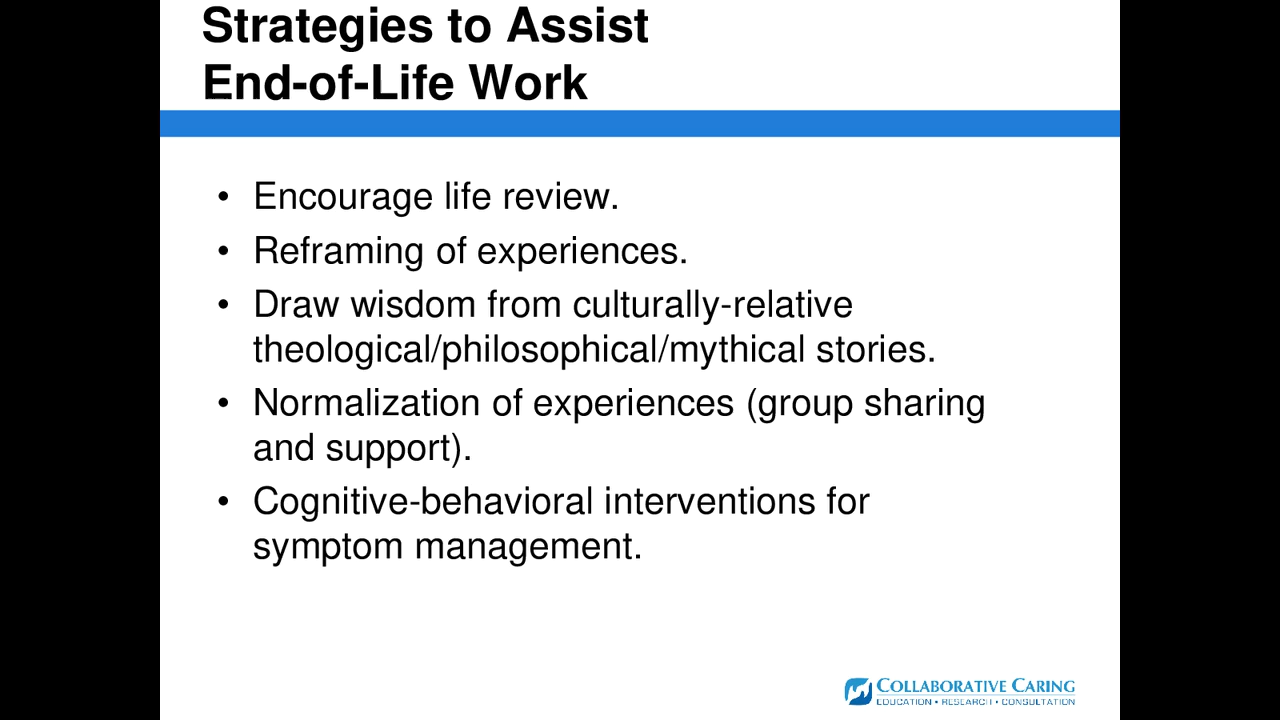 Strategies to Assist
End-of-Life Work
• Encourage life review.
• Reframing of experiences.
• Draw wisdom from culturally-relative
theological/philosophical/mythical stories.
• Normalization of experiences (group sharing
and support).
• Cognitive-behavioral interventions for
symptom management.
COLLABORATIVE CARING
EDUCATION • RESEARCH • CONSULTATION